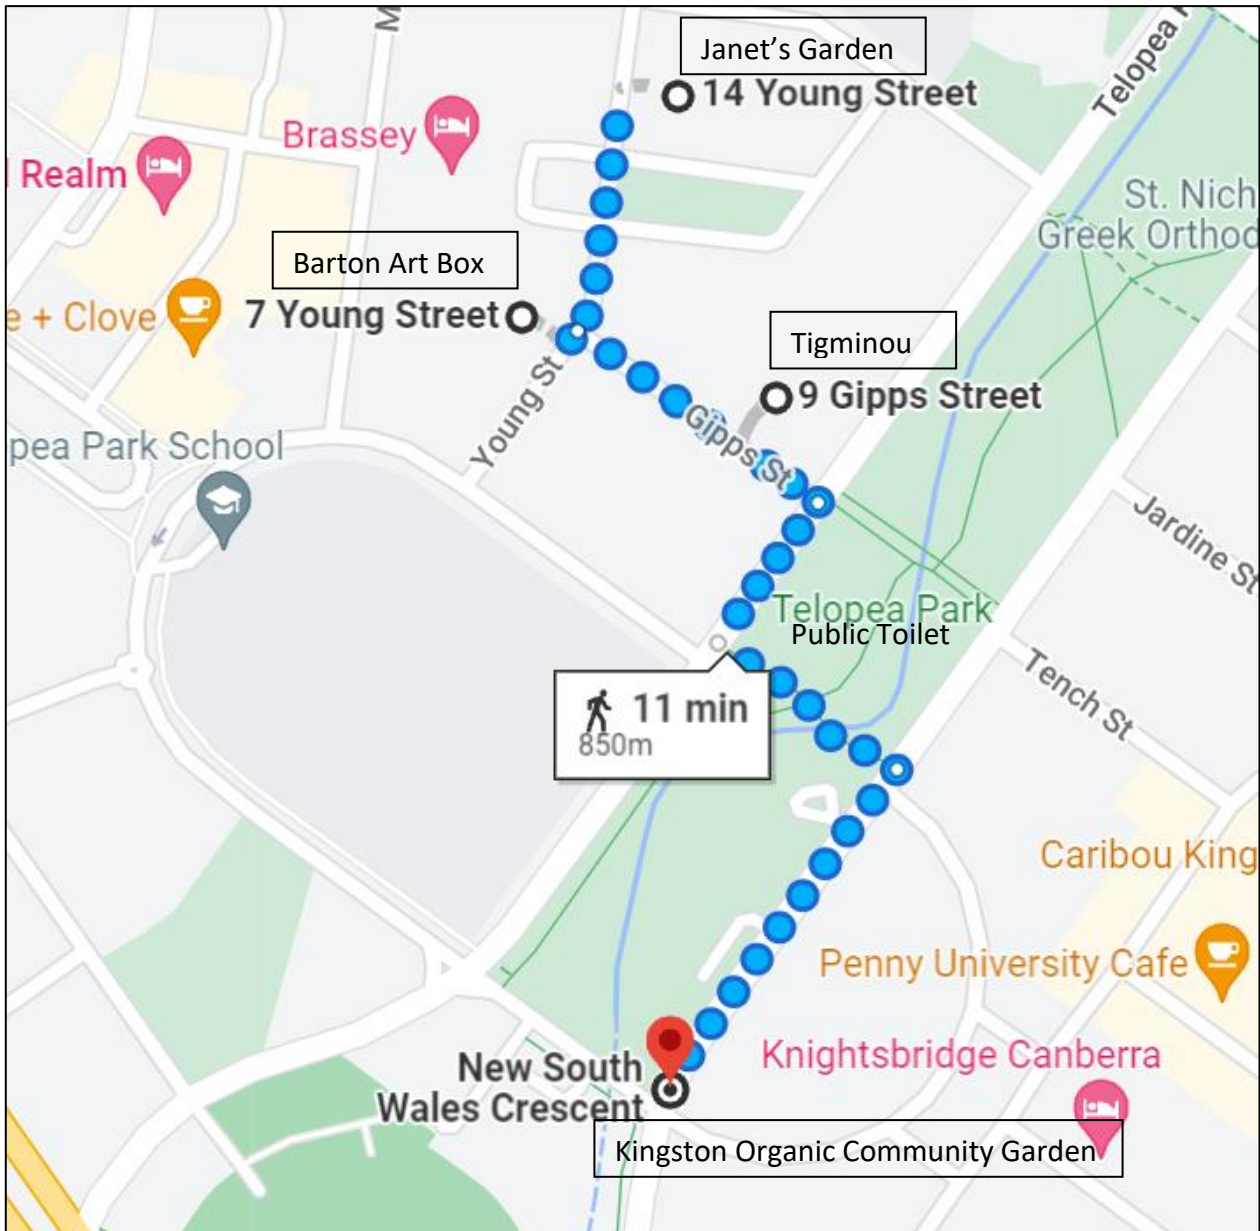 M
Janet's Garden
14 Young Street
Telopea
Brassey
Realm
St. Nich
Greek Orthod
Barton Art Box
7 Young Street
e + Clove
Tigminou
9 Gipps Street
Young St
Gipps St
pea Park School
Jardine St
Telopea Park
Public Toilet
Tench St
11 min
850m
Caribou King
Penny University Cafe
New South
Wales Crescent
Knightsbridge Canberra
Kingston Organic Community Garden